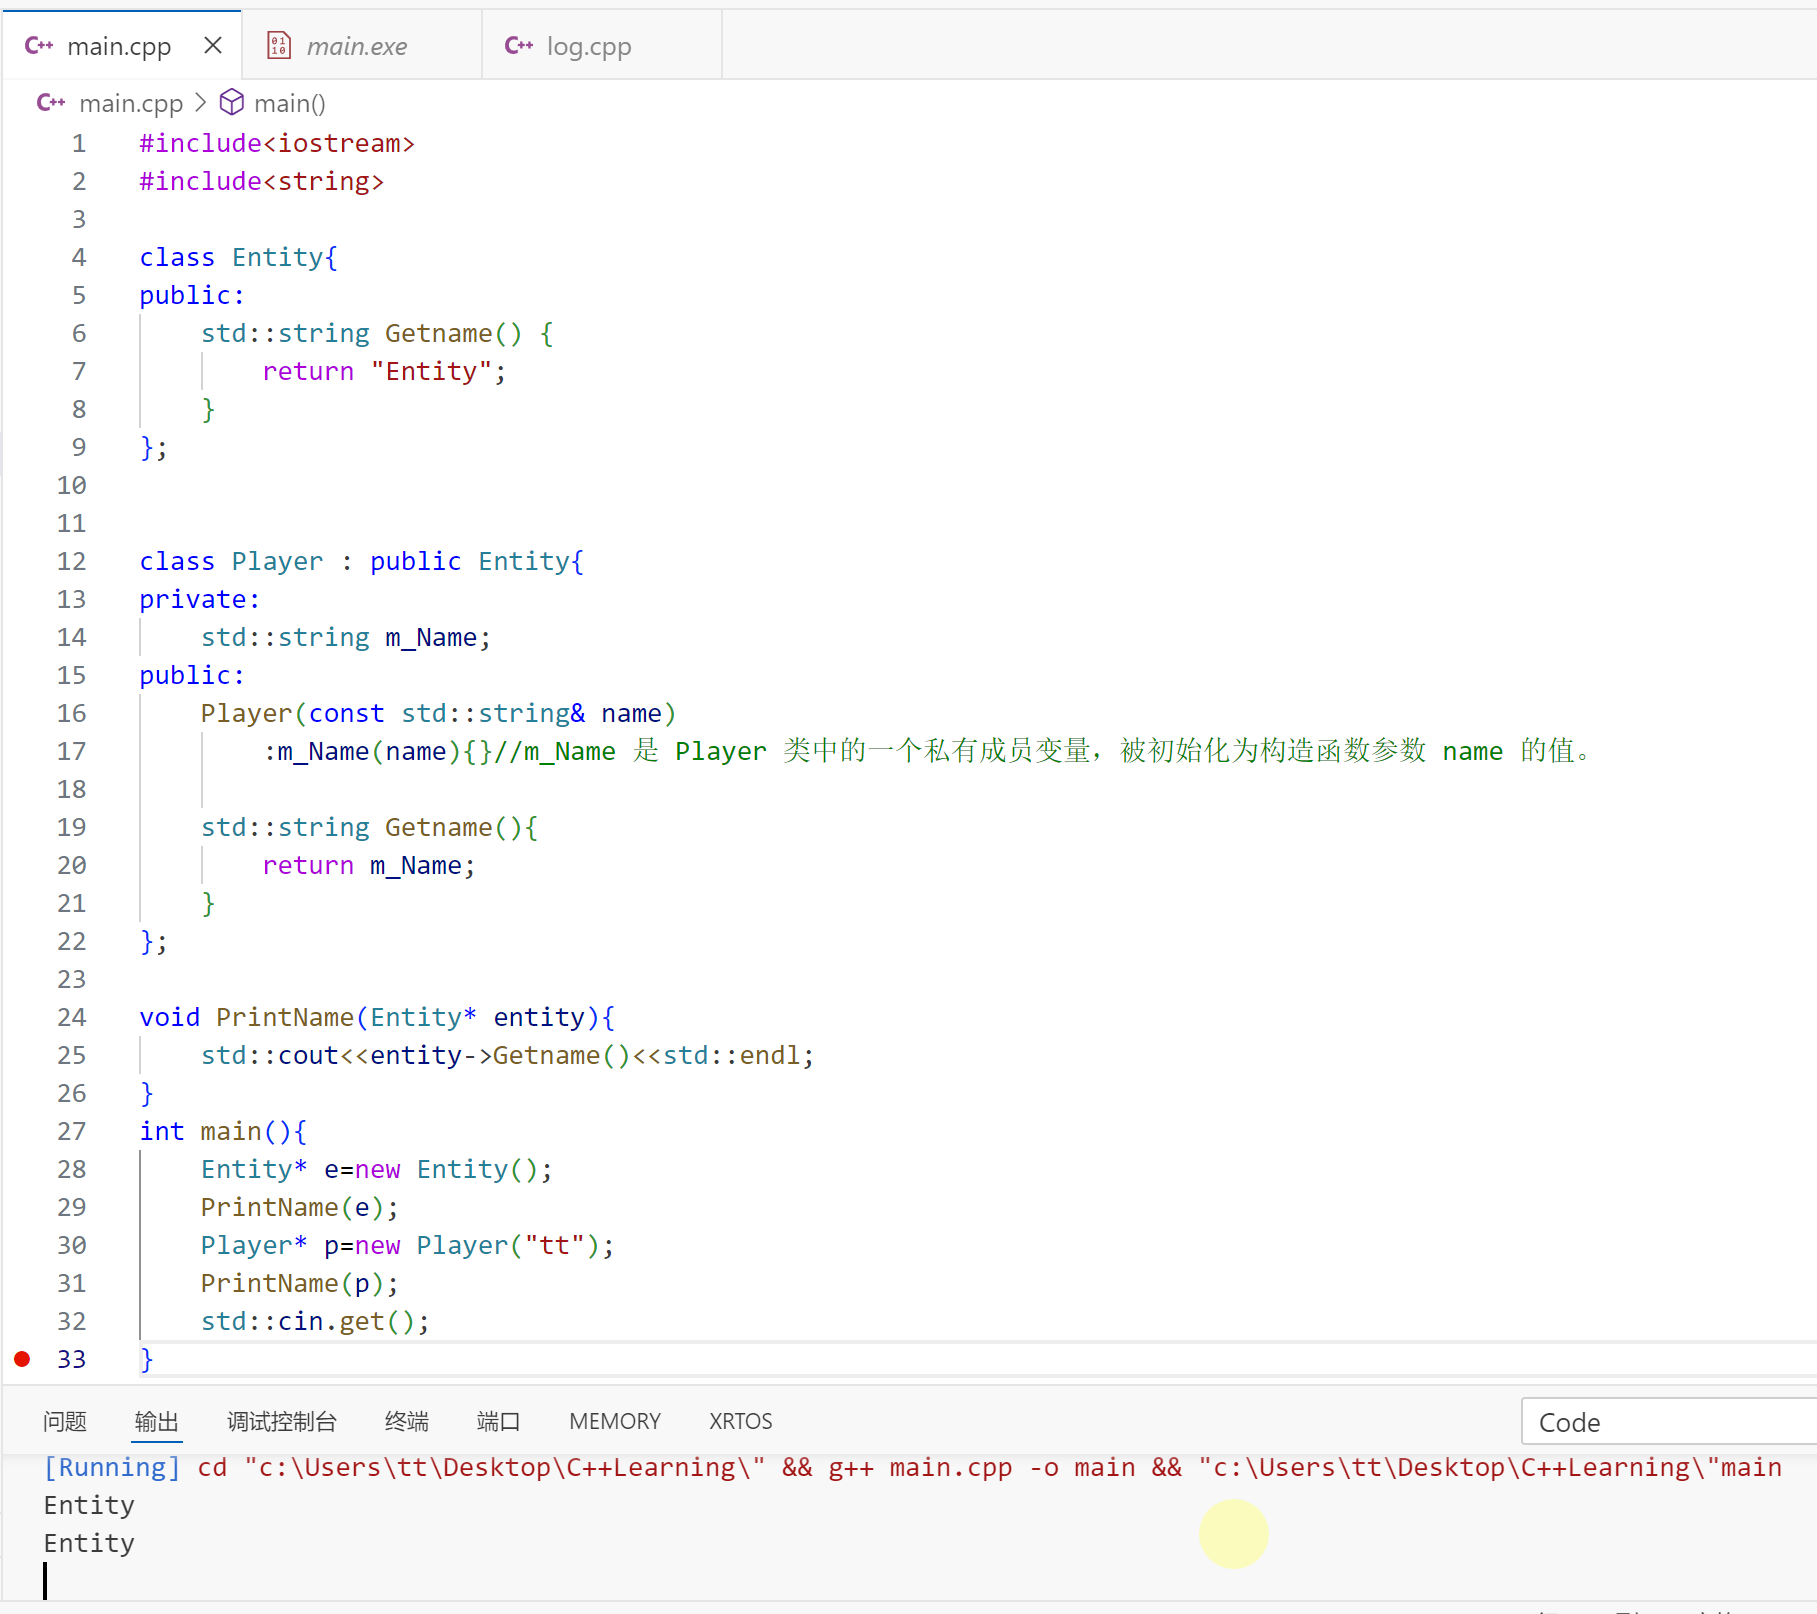 main.cpp
main.exe
log.cpp
main.cpp > main()
1 #include<iostream>
2 #include<string>
3
4 class Entity{
5 public:
6     std::string Getname() {
7         return "Entity";
8     }
9 };
10
11
12 class Player : public Entity{
13 private:
14     std::string m_Name;
15 public:
16     Player(const std::string& name)
17         :m_Name(name){}//m_Name 是 Player 类中的一个私有成员变量，被初始化为构造函数参数 name 的值。
18
19     std::string Getname(){
20         return m_Name;
21     }
22 };
23
24 void PrintName(Entity* entity){
25     std::cout<<entity->Getname()<<std::endl;
26 }
27 int main(){
28     Entity* e=new Entity();
29     PrintName(e);
30     Player* p=new Player("tt");
31     PrintName(p);
32     std::cin.get();
33 }
问题 输出 调试控制台 终端 端口 MEMORY XRTOS Code
[Running] cd "c:\Users\tt\Desktop\C++Learning\" && g++ main.cpp -o main && "c:\Users\tt\Desktop\C++Learning\"main
Entity
Entity